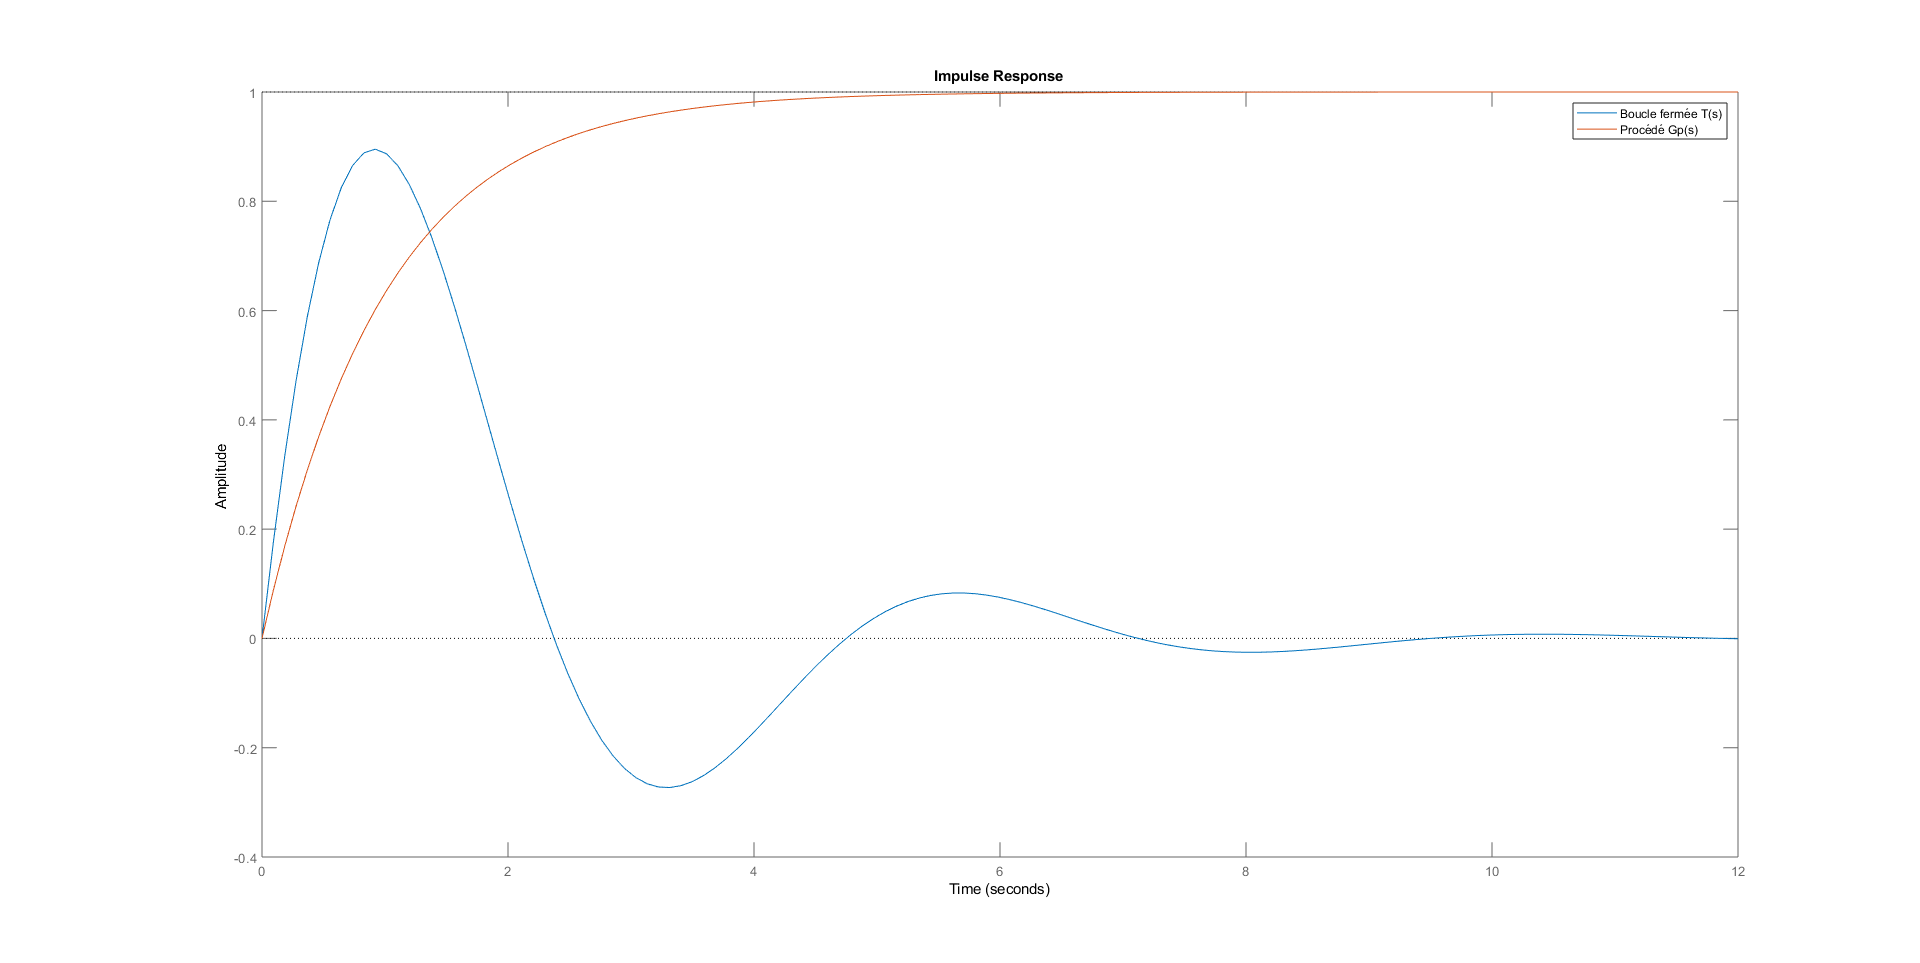 Impulse Response
Boucle fermée T(s)
Procédé Gp(s)
Amplitude
1
0.8
0.6
0.4
0.2
0
-0.2
-0.4
0 2 4 6 8 10 12
Time (seconds)